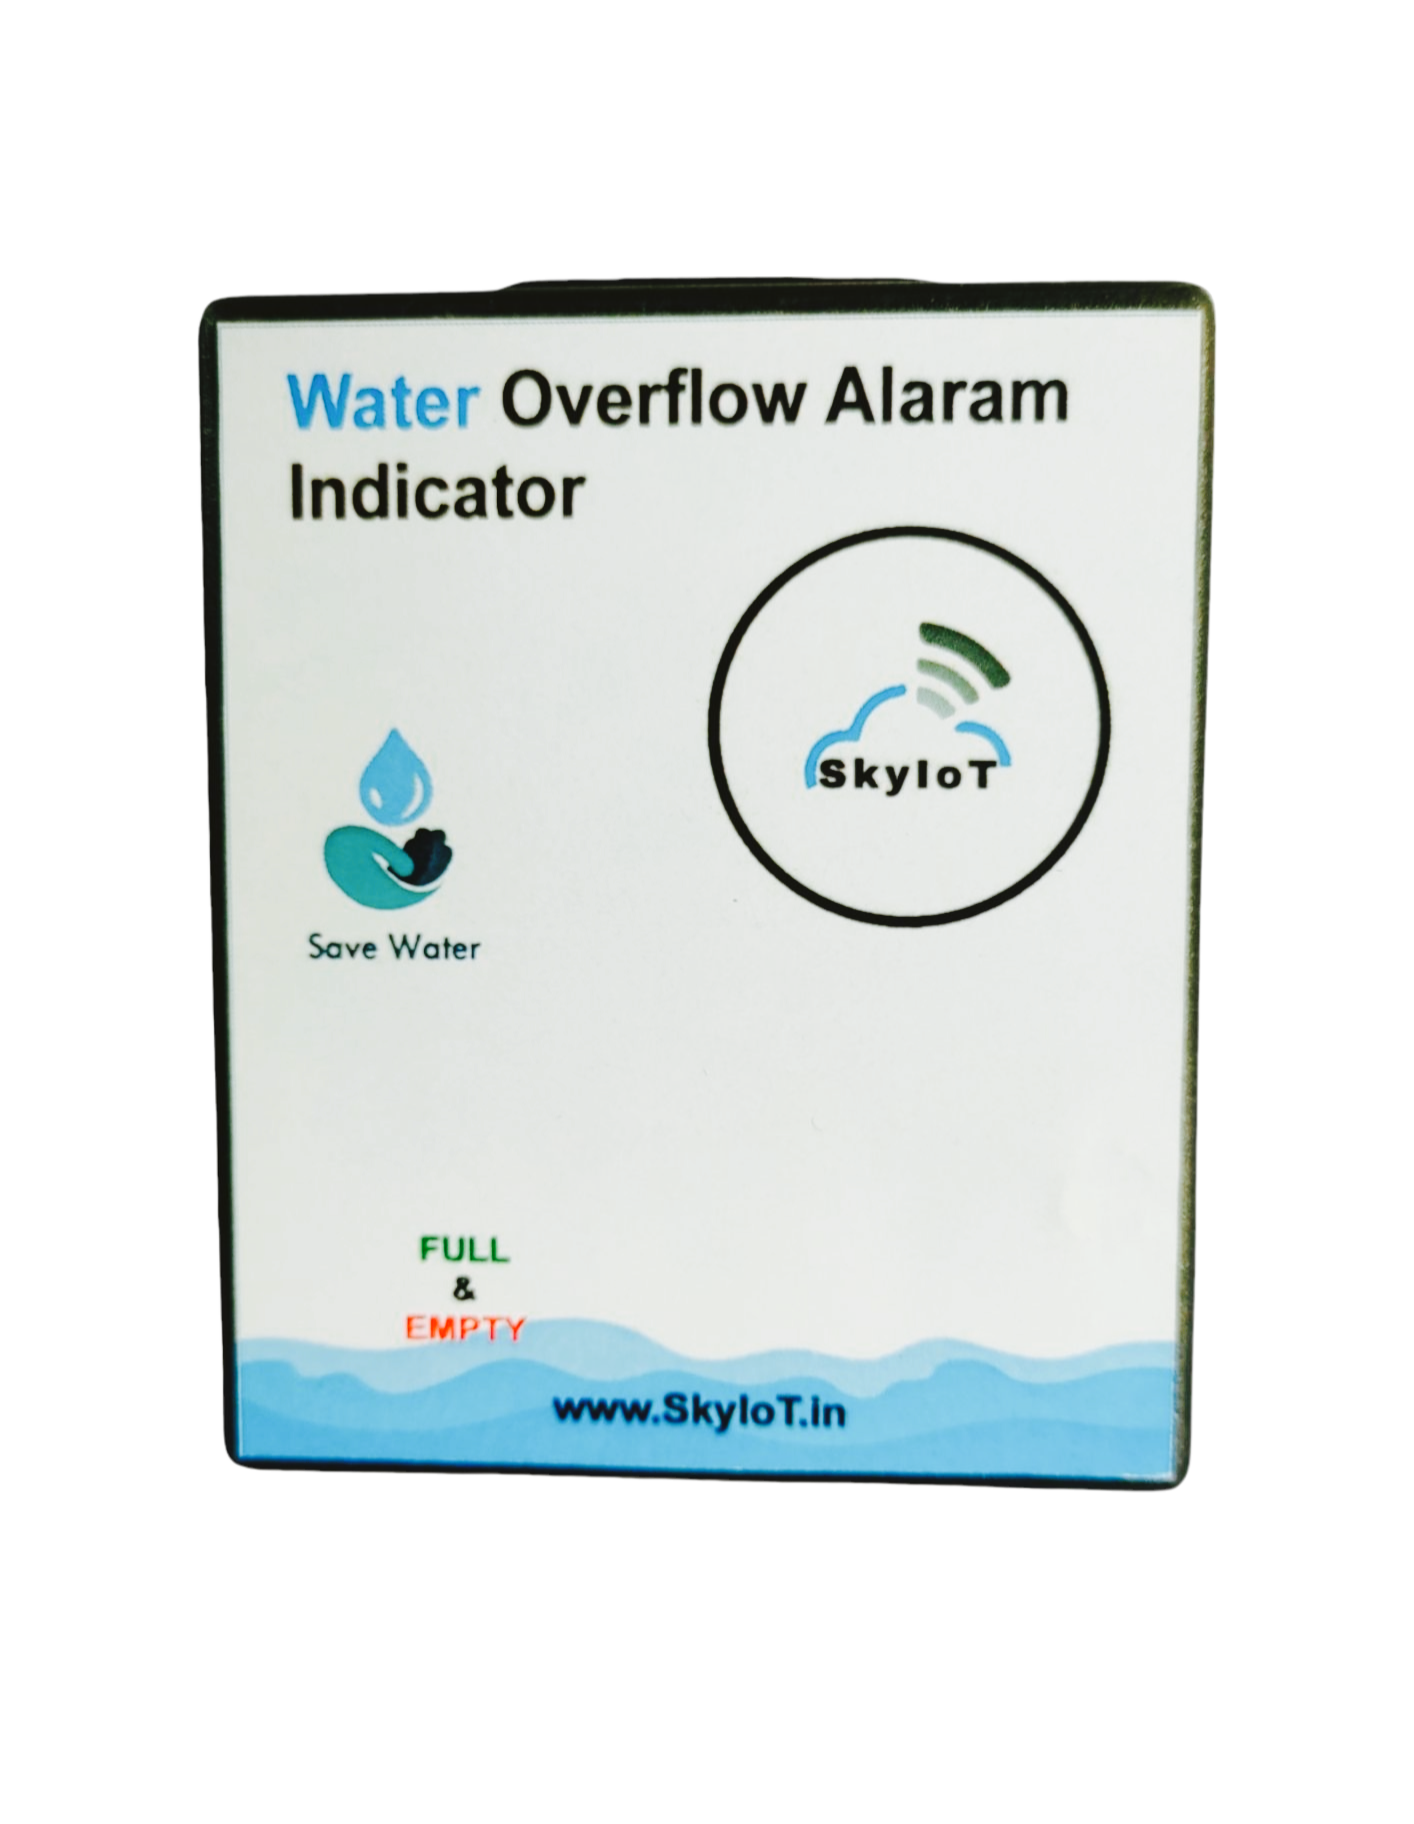 Water Overflow Alaram
Indicator
SkyIoT
Save Water
FULL
&
EMPTY
www.SkyIoT.in